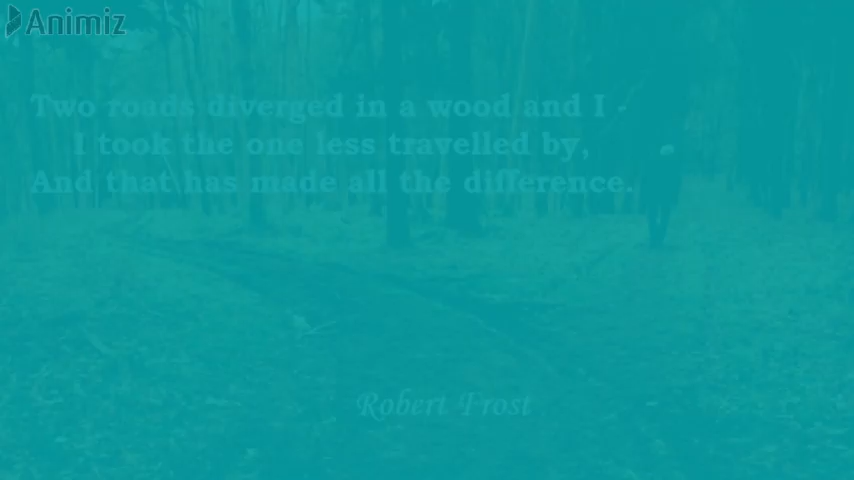 Animiz
Two roads diverged in a wood and I -
I took the one less travelled by,
And that has made all the difference.
Robert Frost